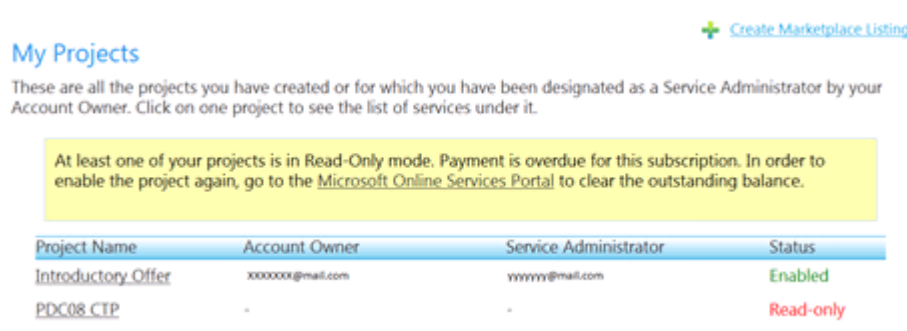 Create Marketplace Listing
My Projects
These are all the projects you have created or for which you have been designated as a Service Administrator by your
Account Owner. Click on one project to see the list of services under it.
At least one of your projects is in Read-Only mode. Payment is overdue for this subscription. In order to
enable the project again, go to the Microsoft Online Services Portal to clear the outstanding balance.
Project Name Account Owner Service Administrator Status
Introductory Offer xxxxxxx@mail.com yyyyyy@mail.com Enabled
PDC08 CTP - - Read-only